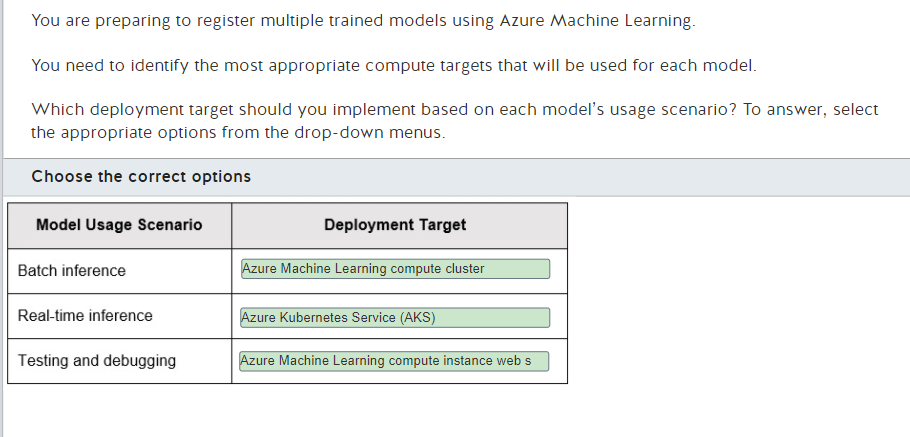 You are preparing to register multiple trained models using Azure Machine Learning.
You need to identify the most appropriate compute targets that will be used for each model.
Which deployment target should you implement based on each model’s usage scenario? To answer, select
the appropriate options from the drop-down menus.
Choose the correct options
Model Usage Scenario Deployment Target
Batch inference Azure Machine Learning compute cluster
Real-time inference Azure Kubernetes Service (AKS)
Testing and debugging Azure Machine Learning compute instance web s